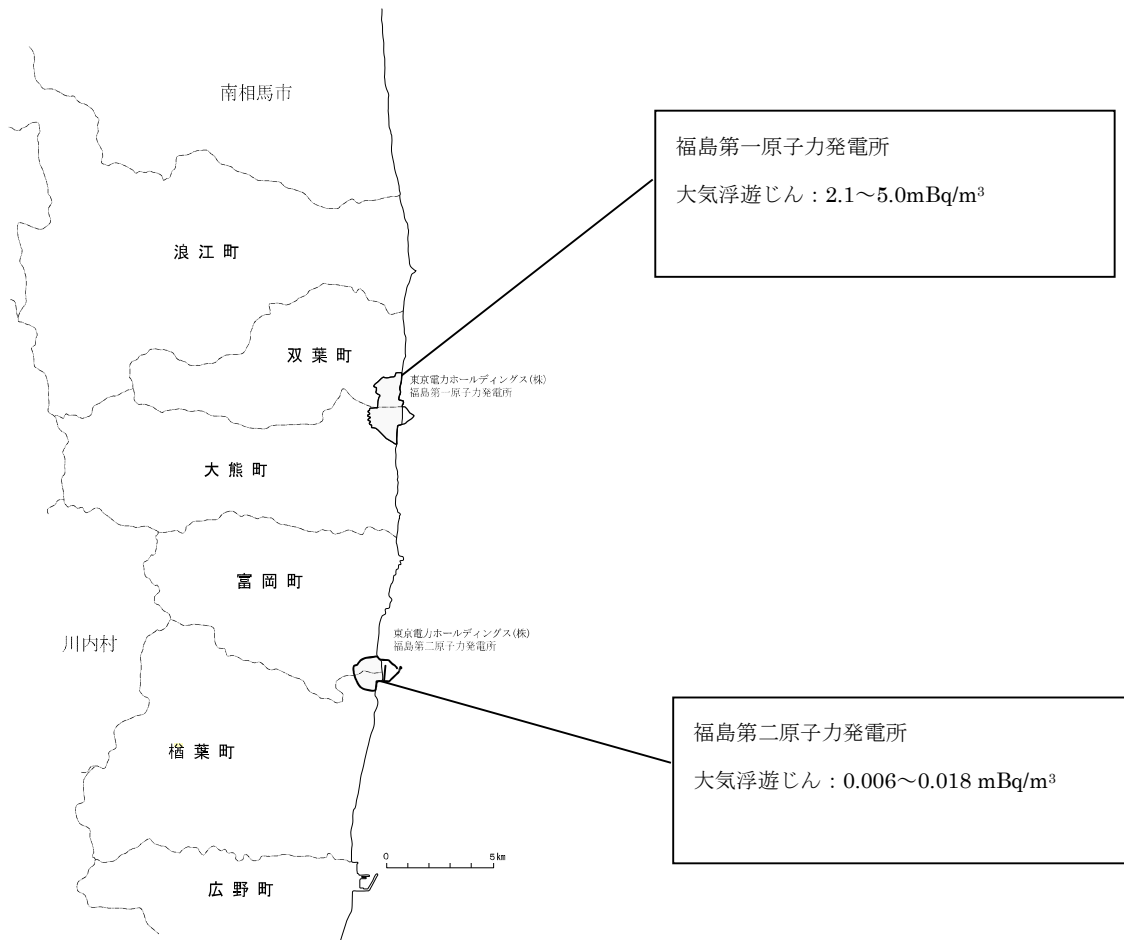 南相馬市
福島第一原子力発電所
大気浮遊じん：2.1～5.0mBq/m³
浪江町
双葉町
東京電力ホールディングス(株)
福島第一原子力発電所
大熊町
富岡町
東京電力ホールディングス(株)
福島第二原子力発電所
川内村
福島第二原子力発電所
大気浮遊じん：0.006～0.018 mBq/m³
楢葉町
0 5km
広野町